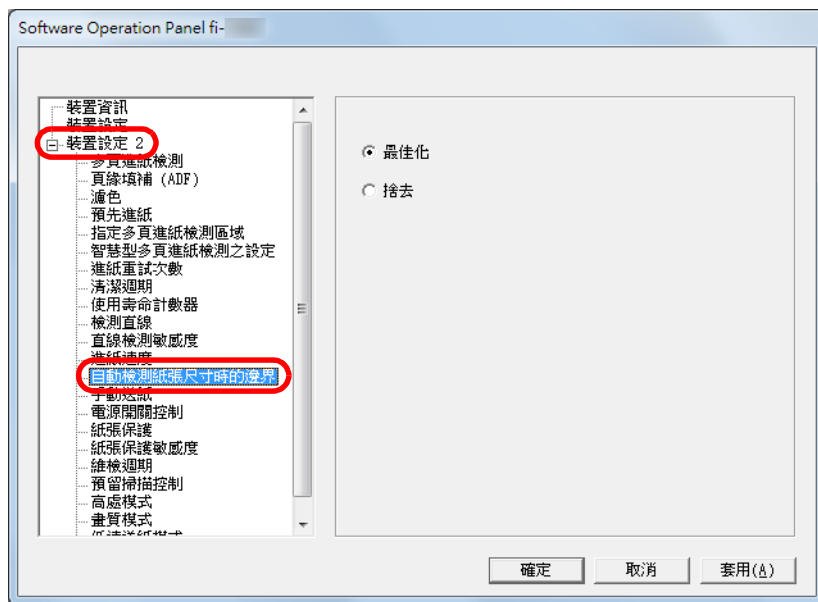 Software Operation Panel fi-
裝置資訊
裝置設定
裝置設定 2
多頁進紙檢測
頁緣填補 (ADF)
濾色
預先進紙
指定多頁進紙檢測區域
智慧型多頁進紙檢測之設定
進紙重試次數
清潔週期
使用壽命計數器
檢測直線
直線檢測敏感度
進紙速度
自動檢測紙張尺寸時的邊界
手動送紙
電源開關控制
紙張保護
紙張保護敏感度
維檢週期
預留掃描控制
高處模式
畫質模式
低速送紙模式
最佳化
捨去
確定
取消
套用(A)